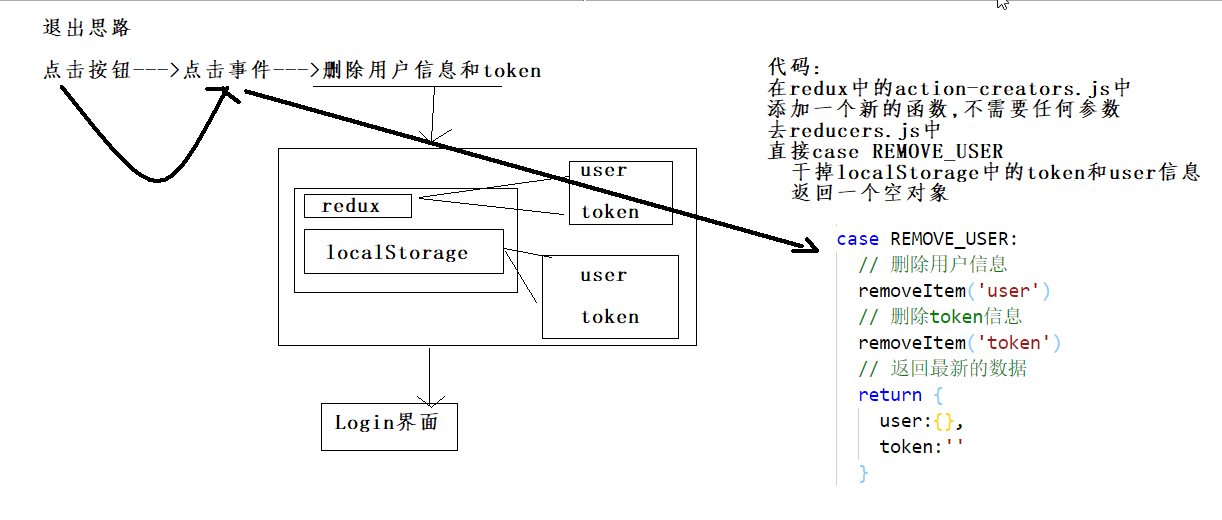 退出思路
点击按钮--->点击事件--->删除用户信息和token
user
redux
token
localStorage
user
token
Login界面
代码:
在redux中的action-creators.js中
添加一个新的函数,不需要任何参数
去reducers.js中
直接case REMOVE_USER
干掉localStorage中的token和user信息
返回一个空对象
case REMOVE_USER:
// 删除用户信息
removeItem('user')
// 删除token信息
removeItem('token')
// 返回最新的数据
return {
user:{},
token:''
}